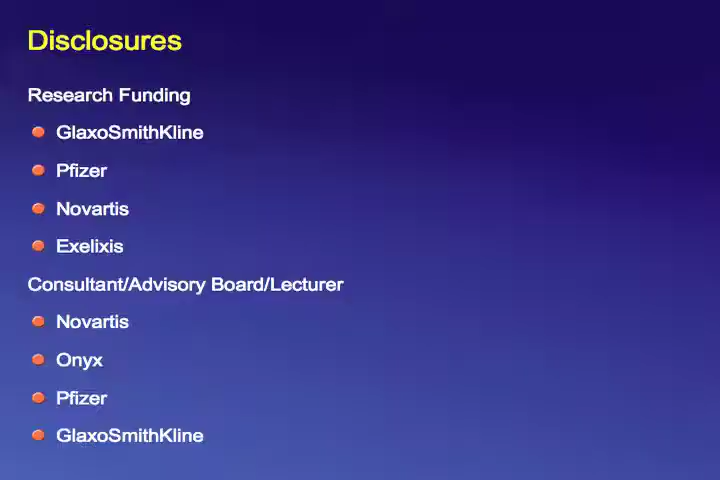 Disclosures
Research Funding
GlaxoSmithKline
Pfizer
Novartis
Exelixis
Consultant/Advisory Board/Lecturer
Novartis
Onyx
Pfizer
GlaxoSmithKline